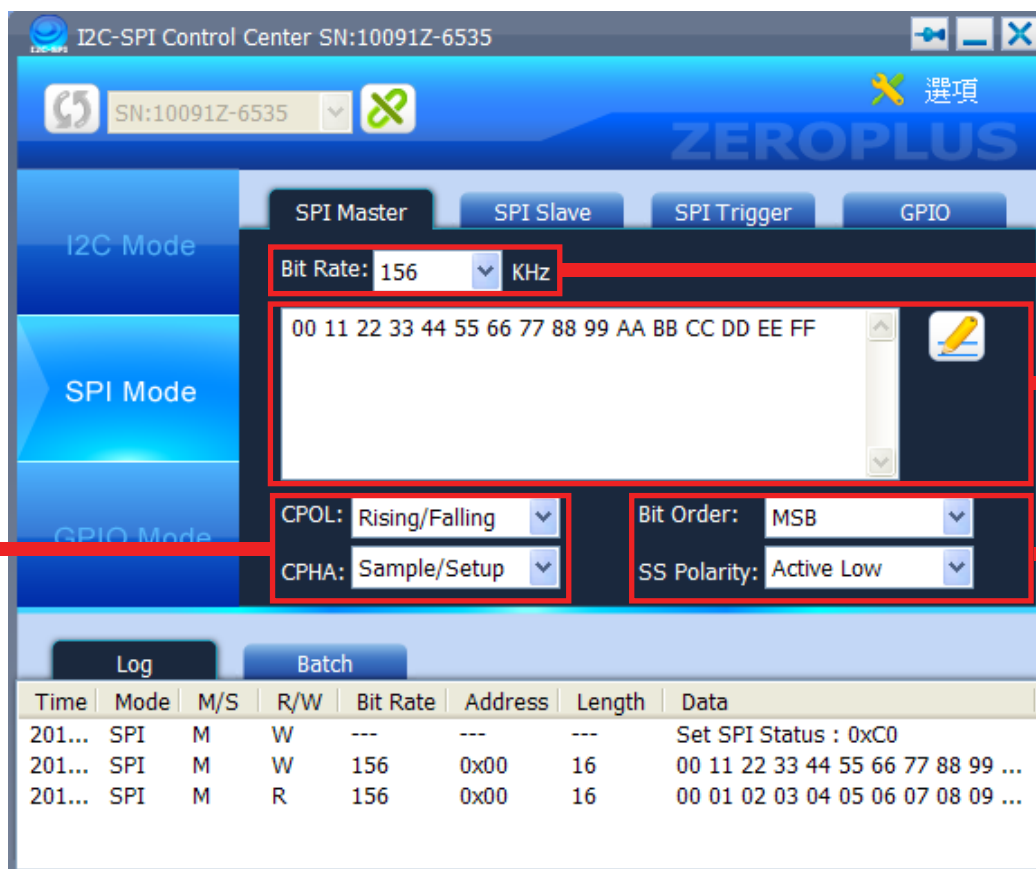 I2C-SPI Control Center SN:10091Z-6535
SN:10091Z-6535
選項
ZEROPLUS
I2C Mode
SPI Mode
GPIO Mode
SPI Master SPI Slave SPI Trigger GPIO
Bit Rate: 156 KHz
00 11 22 33 44 55 66 77 88 99 AA BB CC DD EE FF
CPOL: Rising/Falling Bit Order: MSB
CPHA: Sample/Setup SS Polarity: Active Low
Log Batch
Time Mode M/S R/W Bit Rate Address Length Data
201... SPI M W --- --- --- Set SPI Status : 0xC0
201... SPI M W 156 0x00 16 00 11 22 33 44 55 66 77 88 99 ...
201... SPI M R 156 0x00 16 00 01 02 03 04 05 06 07 08 09 ...